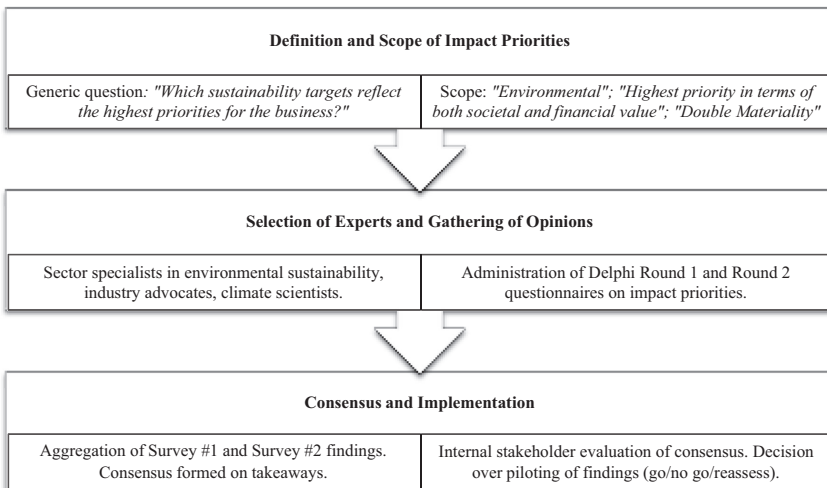 Definition and Scope of Impact Priorities
Generic question: "Which sustainability targets reflect
the highest priorities for the business?"
Scope: "Environmental"; "Highest priority in terms of
both societal and financial value"; "Double Materiality"
Selection of Experts and Gathering of Opinions
Sector specialists in environmental sustainability,
industry advocates, climate scientists.
Administration of Delphi Round 1 and Round 2
questionnaires on impact priorities.
Consensus and Implementation
Aggregation of Survey #1 and Survey #2 findings.
Consensus formed on takeaways.
Internal stakeholder evaluation of consensus. Decision
over piloting of findings (go/no go/reassess).